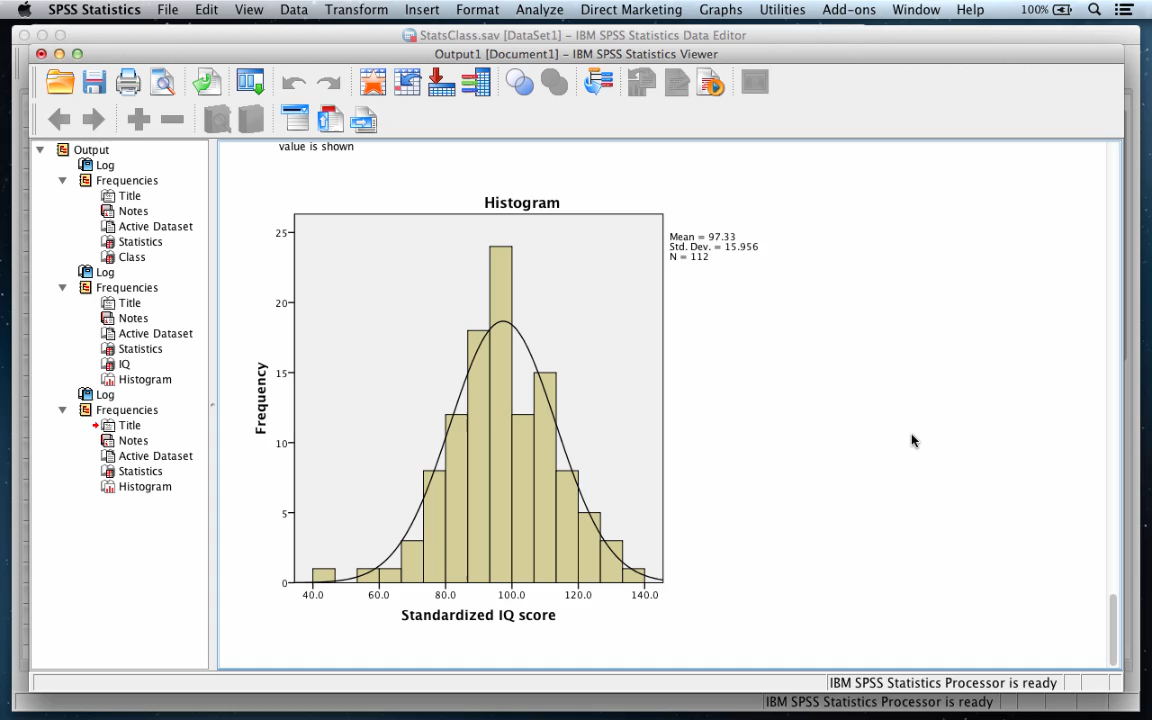 SPSS Statistics File Edit View Data Transform Insert Format Analyze Direct Marketing Graphs Utilities Add-ons Window Help 100%
StatsClass.sav [DataSet1] – IBM SPSS Statistics Data Editor
Output1 [Document1] – IBM SPSS Statistics Viewer
Output
Log
Frequencies
Title
Notes
Active Dataset
Statistics
Class
Log
Frequencies
Title
Notes
Active Dataset
Statistics
IQ
Histogram
Log
Frequencies
Title
Notes
Active Dataset
Statistics
Histogram
value is shown
Histogram
Mean = 97.33
Std. Dev. = 15.956
N = 112
Frequency
25
20
15
10
5
0
40.0 60.0 80.0 100.0 120.0 140.0
Standardized IQ score
IBM SPSS Statistics Processor is ready
IBM SPSS Statistics Processor is ready